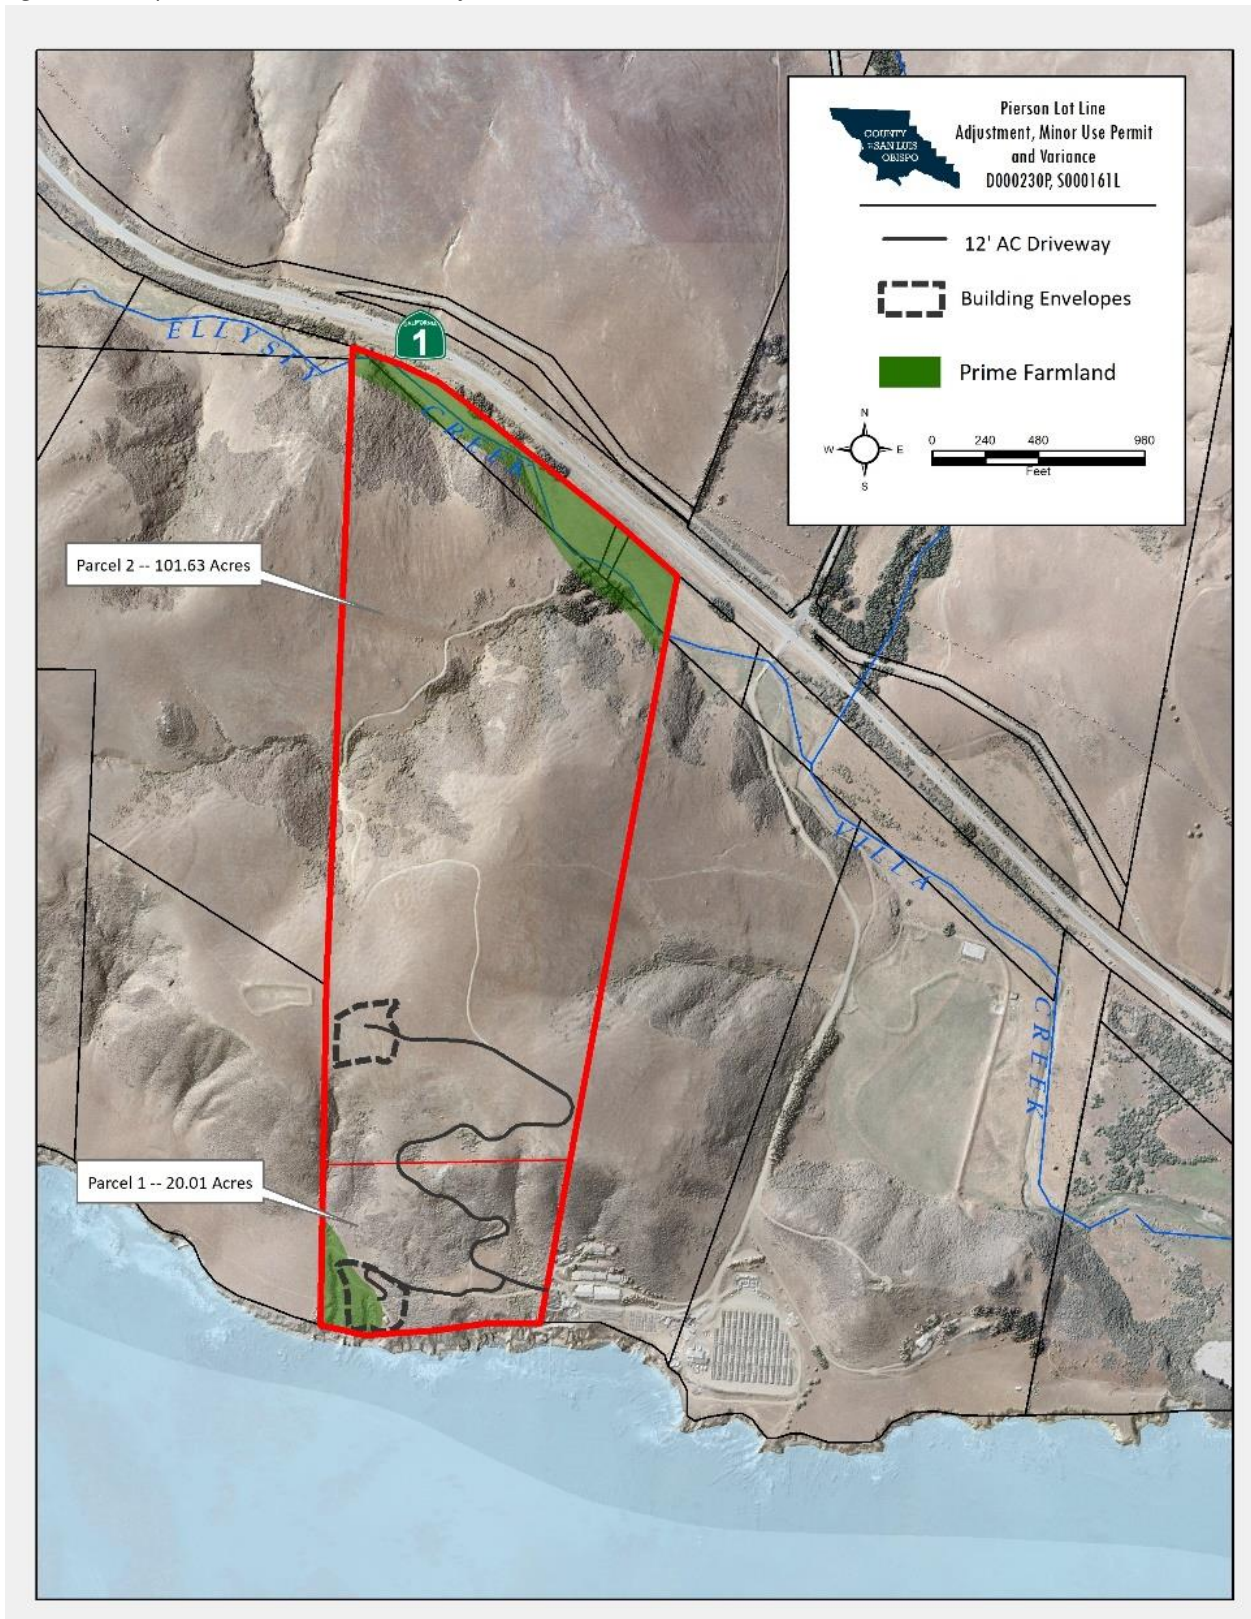 COUNTY
OF SAN LUIS
OBISPO
Pierson Lot Line
Adjustment, Minor Use Permit
and Variance
D000230P, S000161L
12' AC Driveway
Building Envelopes
Prime Farmland
N
W E
S
0 240 480 960
Feet
CALIFORNIA
1
ELLYSLY
CREEK
Parcel 2 -- 101.63 Acres
VILLA
CREEK
Parcel 1 -- 20.01 Acres